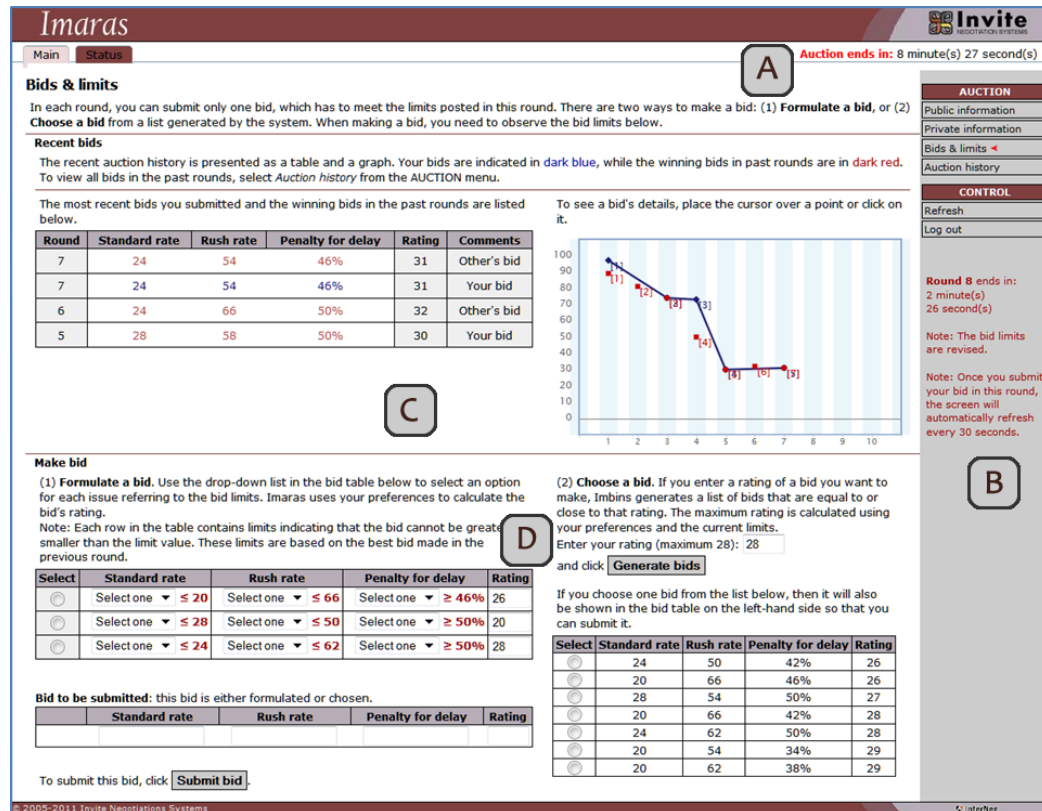 Imaras
Invite
NEGOTIATION SYSTEMS
Main Status
Auction ends in: 8 minute(s) 27 second(s)
A
Bids & limits
In each round, you can submit only one bid, which has to meet the limits posted in this round. There are two ways to make a bid: (1) Formulate a bid, or (2)
Choose a bid from a list generated by the system. When making a bid, you need to observe the bid limits below.
Recent bids
The recent auction history is presented as a table and a graph. Your bids are indicated in dark blue, while the winning bids in past rounds are in dark red.
To view all bids in the past rounds, select Auction history from the AUCTION menu.
The most recent bids you submitted and the winning bids in the past rounds are listed
below.
Round Standard rate Rush rate Penalty for delay Rating Comments
7 24 54 46% 31 Other's bid
7 24 54 46% 31 Your bid
6 24 66 50% 32 Other's bid
5 28 58 50% 30 Your bid
To see a bid's details, place the cursor over a point or click on
it.
100
90
80
70
60
50
40
30
20
10
0
[1]
[1]
[2]
[3]
[4]
[6]
1 2 3 4 5 6 7 8 9 10
C
AUCTION
Public information
Private information
Bids & limits
Auction history
CONTROL
Refresh
Log out
Round 8 ends in:
2 minute(s)
26 second(s)
Note: The bid limits
are revised.
Note: Once you submit
your bid in this round,
the screen will
automatically refresh
every 30 seconds.
B
Make bid
(1) Formulate a bid. Use the drop-down list in the bid table below to select an option
for each issue referring to the bid limits. Imaras uses your preferences to calculate the
bid's rating.
Note: Each row in the table contains limits indicating that the bid cannot be greate
smaller than the limit value. These limits are based on the best bid made in the
previous round.
D
Select Standard rate Rush rate Penalty for delay Rating
Select one ≤ 20 Select one ≤ 66 Select one ≥ 46% 26
Select one ≤ 28 Select one ≤ 50 Select one ≥ 50% 20
Select one ≤ 24 Select one ≤ 62 Select one ≥ 50% 28
Bid to be submitted: this bid is either formulated or chosen.
Standard rate Rush rate Penalty for delay Rating
To submit this bid, click Submit bid.
(2) Choose a bid. If you enter a rating of a bid you want to
make, Imbins generates a list of bids that are equal to or
close to that rating. The maximum rating is calculated using
your preferences and the current limits.
Enter your rating (maximum 28): 28
and click Generate bids
If you choose one bid from the list below, then it will also
be shown in the bid table on the left-hand side so that you
can submit it.
Select Standard rate Rush rate Penalty for delay Rating
24 50 42% 26
20 66 46% 26
28 54 50% 27
20 66 42% 28
24 62 50% 28
20 54 34% 29
20 62 38% 29
© 2005-2011 Invite Negotiations Systems
InterNeg